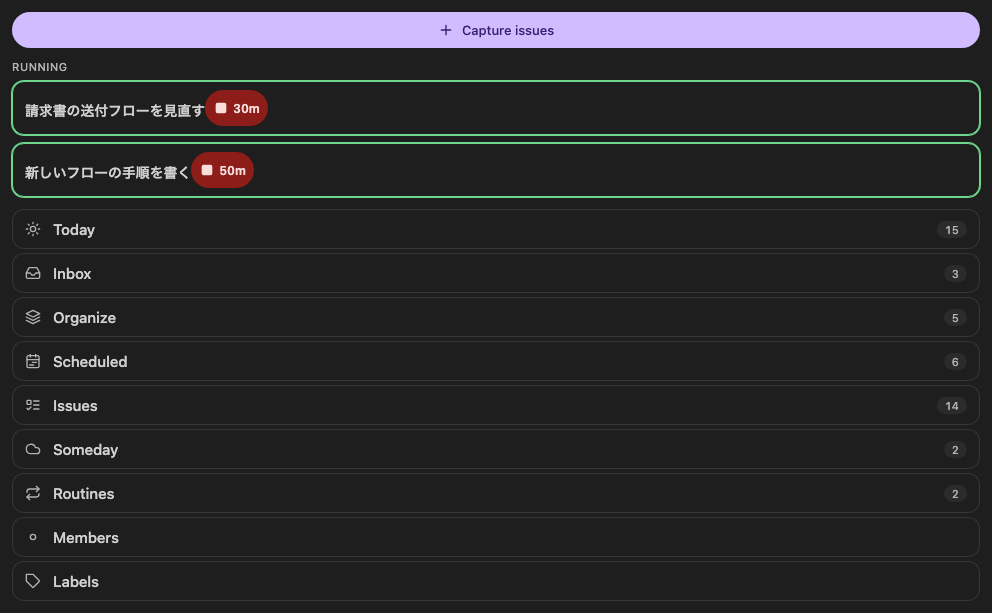 + Capture issues
RUNNING
請求書の送付フローを見直す 30m
新しいフローの手順を書く 50m
Today 15
Inbox 3
Organize 5
Scheduled 6
Issues 14
Someday 2
Routines 2
Members
Labels